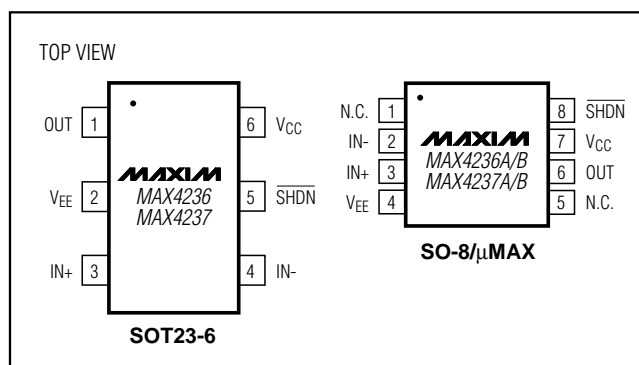 TOP VIEW
OUT 1
6 VCC
MAXIM
MAX4236
MAX4237
VEE 2
5 SHDN
IN+ 3
4 IN-
SOT23-6
N.C. 1
8 SHDN
IN- 2
7 VCC
MAXIM
MAX4236A/B
MAX4237A/B
IN+ 3
6 OUT
VEE 4
5 N.C.
SO-8/µMAX